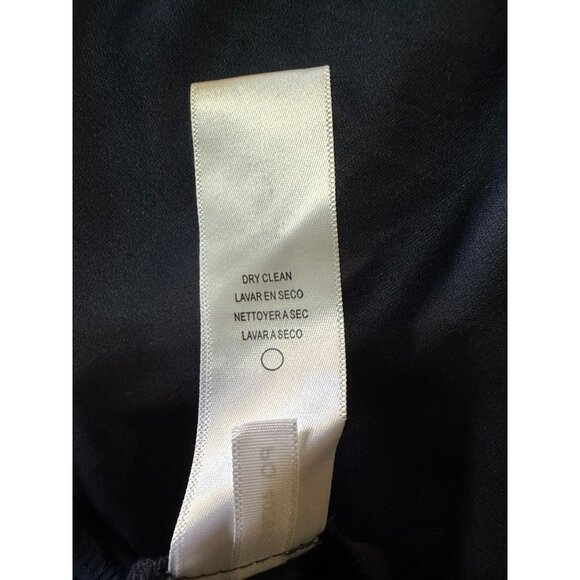 DRY CLEAN
LAVAR EN SECO
NETTOYER A SEC
LAVAR A SECO